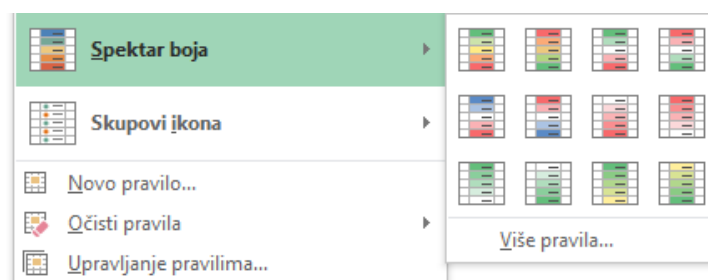 Spektar boja
Skupovi ikona
Novo pravilo...
Očisti pravila
Upravljanje pravilima...
Više pravila...